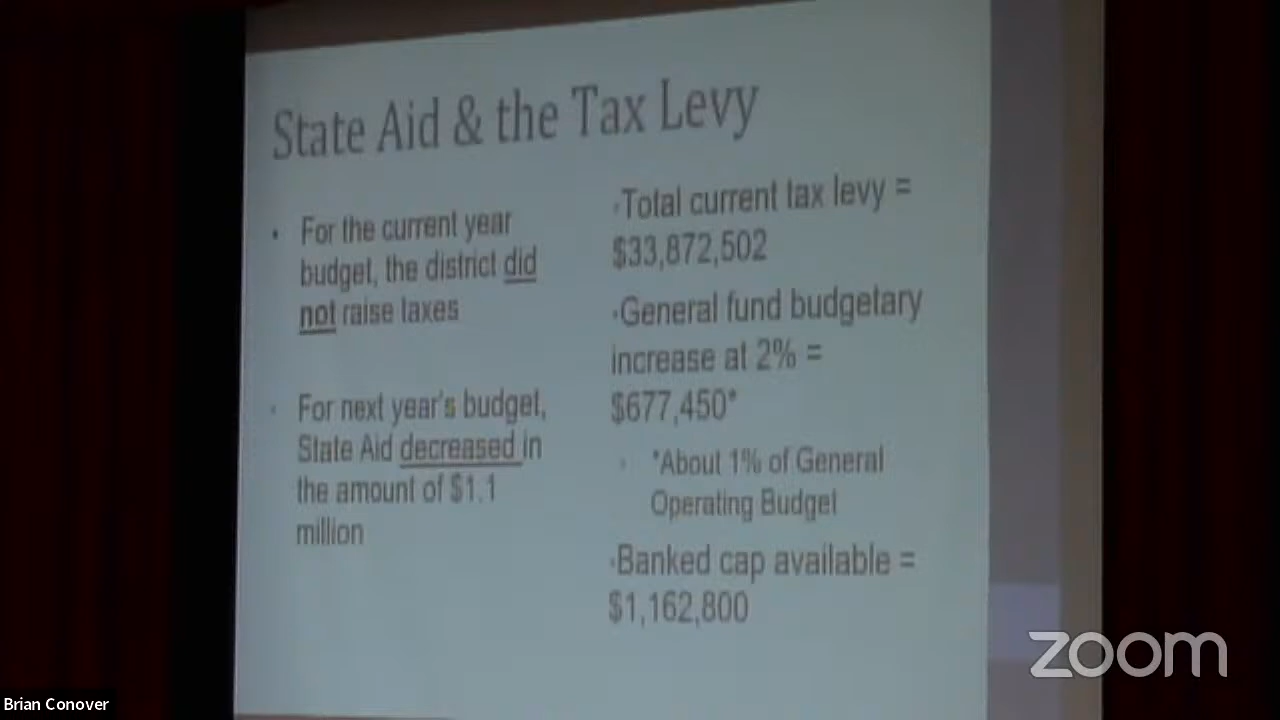 State Aid & the Tax Levy
• For the current year
budget, the district did
not raise taxes
• For next year's budget,
State Aid decreased in
the amount of $1.1
million
·Total current tax levy =
$33,872,502
·General fund budgetary
increase at 2% =
$677,450*
· *About 1% of General
Operating Budget
·Banked cap available =
$1,162,800
zoom
Brian Conover